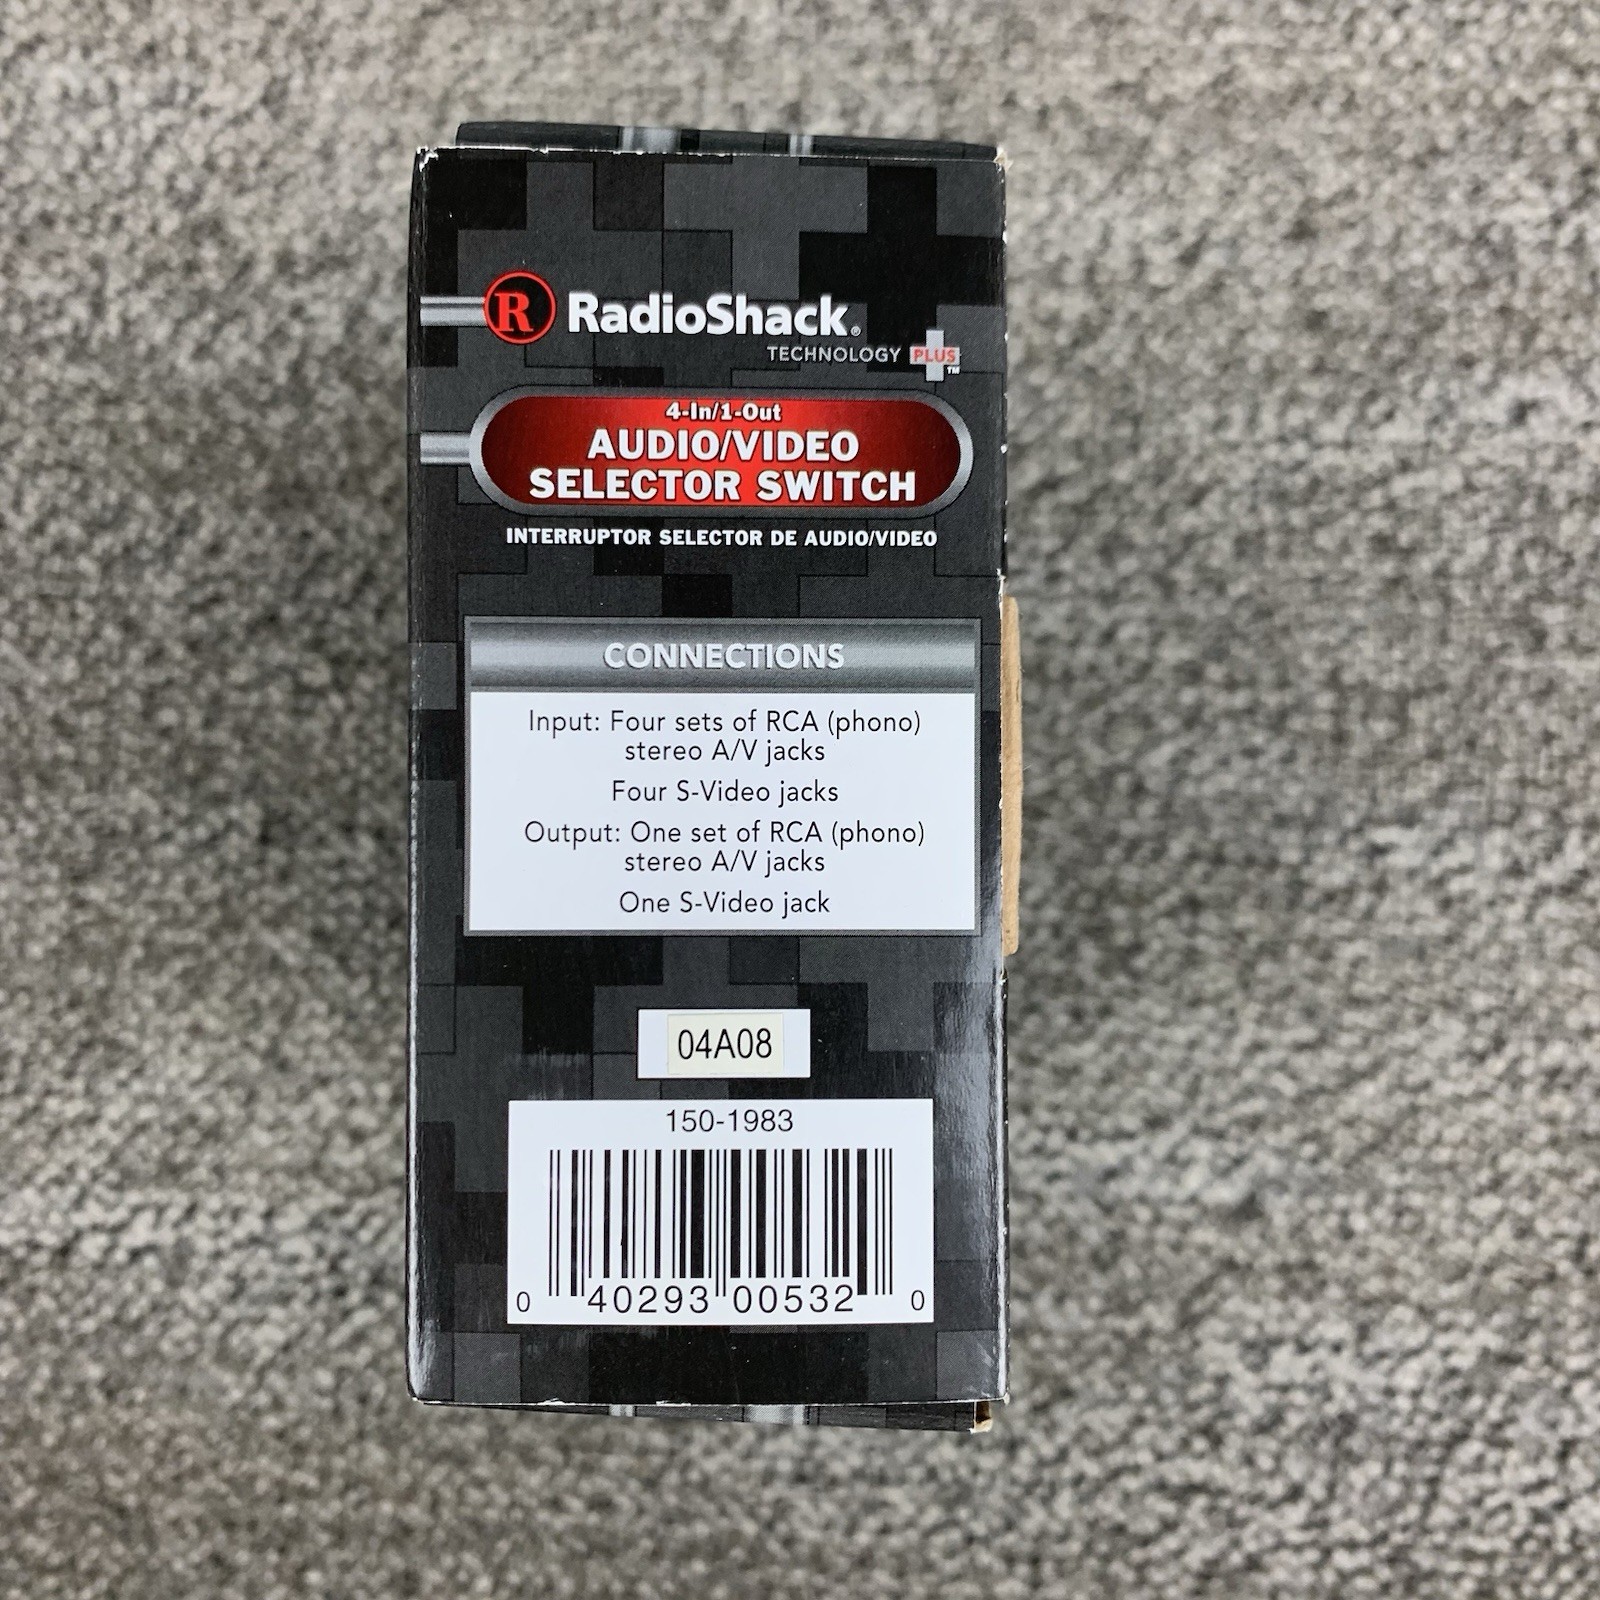 R RadioShack®
TECHNOLOGY PLUS™
4-In/1-Out
AUDIO/VIDEO
SELECTOR SWITCH
INTERRUPTOR SELECTOR DE AUDIO/VIDEO
CONNECTIONS
Input: Four sets of RCA (phono)
stereo A/V jacks
Four S-Video jacks
Output: One set of RCA (phono)
stereo A/V jacks
One S-Video jack
04A08
150-1983
0 40293 00532 0